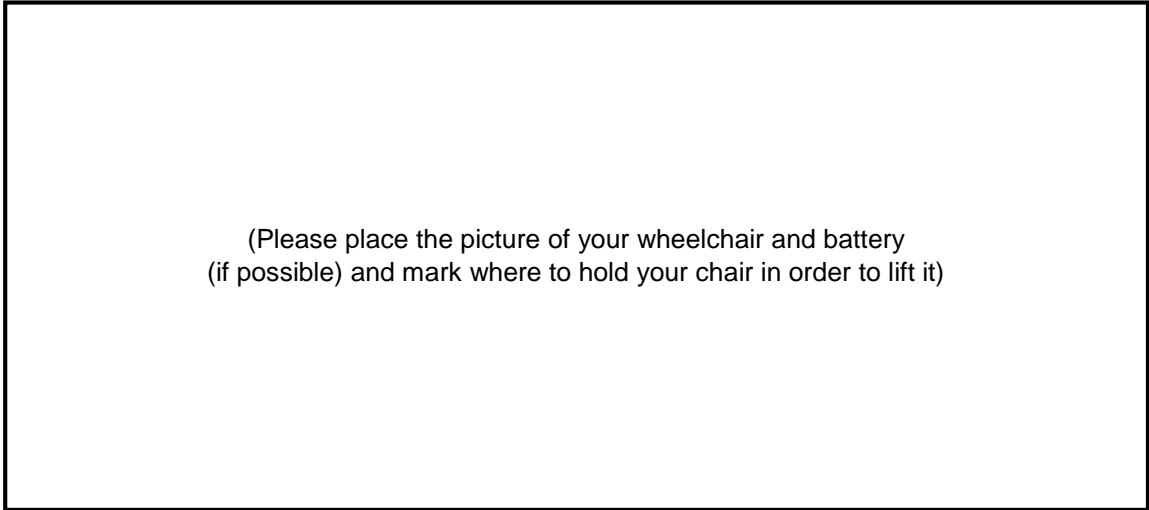 (Please place the picture of your wheelchair and battery
(if possible) and mark where to hold your chair in order to lift it)